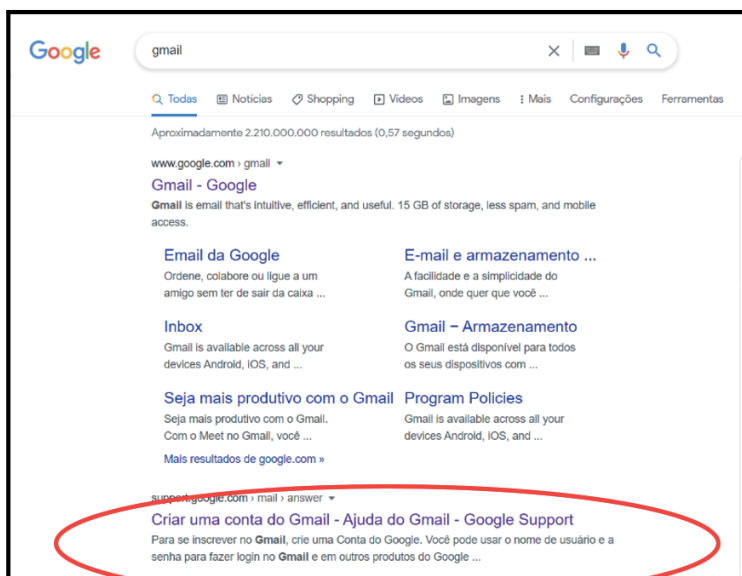 Google
gmail
Todas Notícias Shopping Vídeos Imagens Mais Configurações Ferramentas
Aproximadamente 2.210.000.000 resultados (0,57 segundos)
www.google.com › gmail
Gmail - Google
Gmail is email that's intuitive, efficient, and useful. 15 GB of storage, less spam, and mobile
access.
Email da Google
Ordene, colabore ou ligue a um
amigo sem ter de sair da caixa ...
E-mail e armazenamento ...
A facilidade e a simplicidade do
Gmail, onde quer que você ...
Inbox
Gmail is available across all your
devices Android, iOS, and ...
Gmail – Armazenamento
O Gmail está disponível para todos
os seus dispositivos com ...
Seja mais produtivo com o Gmail
Seja mais produtivo com o Gmail.
Com o Meet no Gmail, você ...
Program Policies
Gmail is available across all your
devices Android, iOS, and ...
Mais resultados de google.com »
support.google.com › mail › answer
Criar uma conta do Gmail - Ajuda do Gmail - Google Support
Para se inscrever no Gmail, crie uma Conta do Google. Você pode usar o nome de usuário e a
senha para fazer login no Gmail e em outros produtos do Google ...